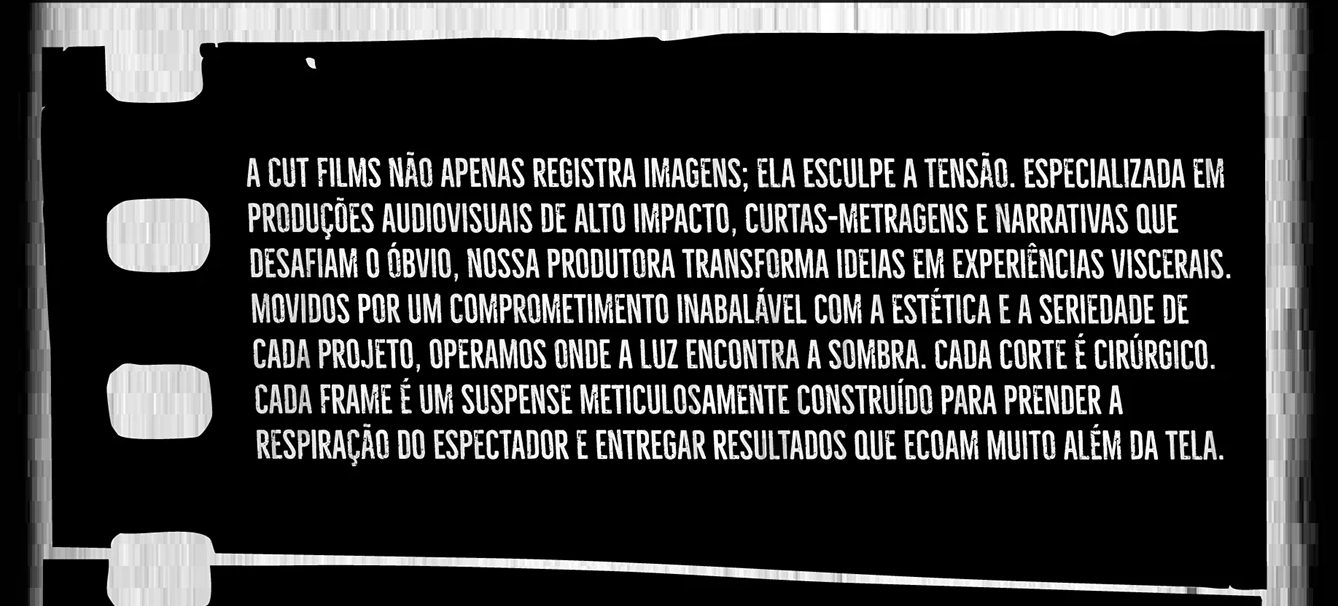 A CUT FILMS NÃO APENAS REGISTRA IMAGENS; ELA ESCULPE A TENSÃO. ESPECIALIZADA EM
PRODUÇÕES AUDIOVISUAIS DE ALTO IMPACTO, CURTAS-METRAGENS E NARRATIVAS QUE
DESAFIAM O ÓBVIO, NOSSA PRODUTORA TRANSFORMA IDEIAS EM EXPERIÊNCIAS VISCERAIS.
MOVIDOS POR UM COMPROMETIMENTO INABALÁVEL COM A ESTÉTICA E A SERIEDADE DE
CADA PROJETO, OPERAMOS ONDE A LUZ ENCONTRA A SOMBRA. CADA CORTE É CIRÚRGICO.
CADA FRAME É UM SUSPENSE METICULOSAMENTE CONSTRUÍDO PARA PRENDER A
RESPIRAÇÃO DO ESPECTADOR E ENTREGAR RESULTADOS QUE ECOAM MUITO ALÉM DA TELA.